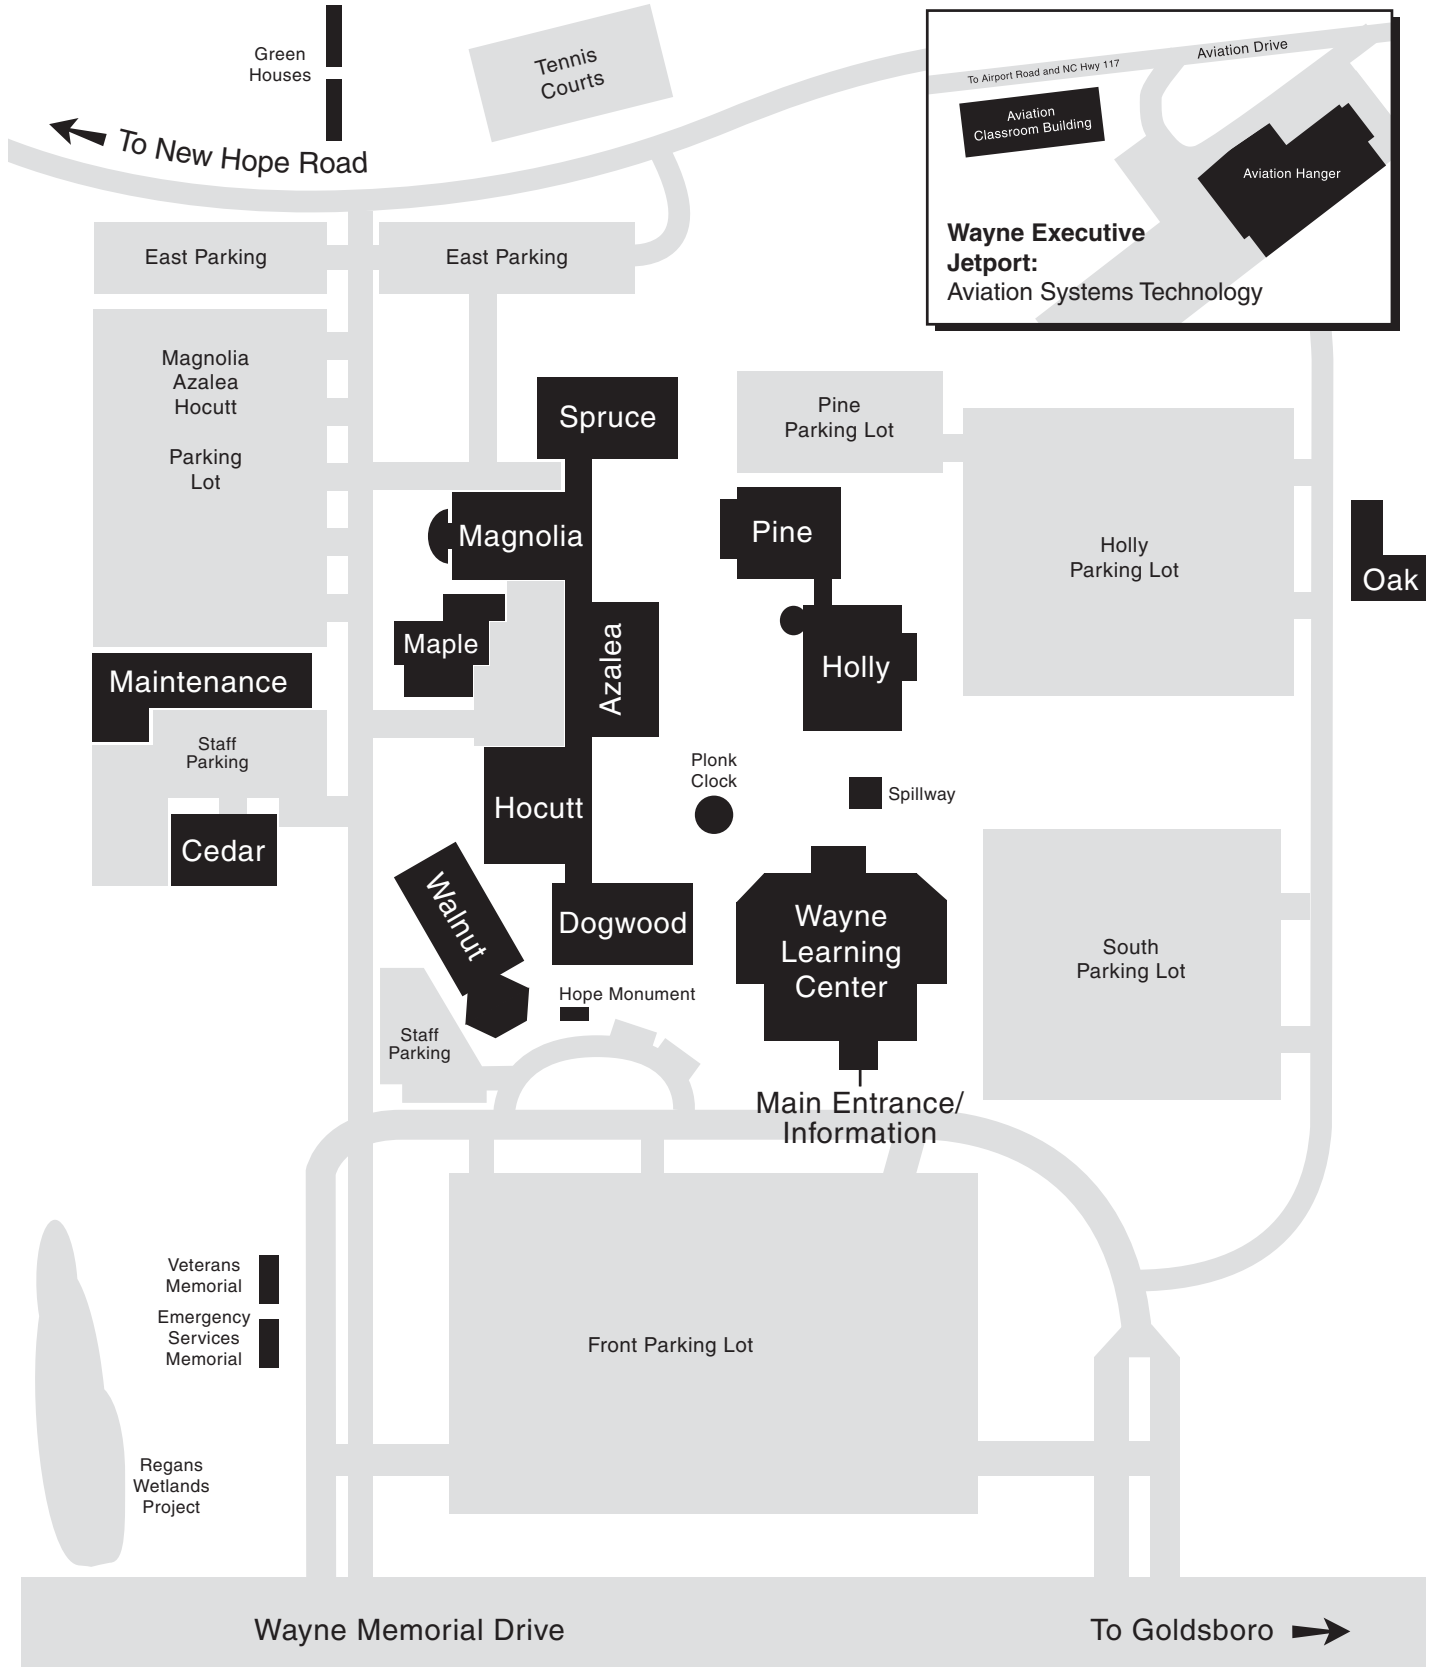 Green
Houses
Tennis
Courts
To New Hope Road
To Airport Road and NC Hwy 117
Aviation Drive
Aviation
Classroom Building
Aviation Hanger
Wayne Executive
Jetport:
Aviation Systems Technology
East Parking
East Parking
Magnolia
Azalea
Hocutt
Parking
Lot
Spruce
Pine
Parking Lot
Magnolia
Pine
Holly
Parking Lot
Oak
Maple
Azalea
Holly
Maintenance
Staff
Parking
Plonk
Clock
Spillway
Hocutt
Cedar
Walnut
Dogwood
Wayne
Learning
Center
South
Parking Lot
Hope Monument
Staff
Parking
Main Entrance/
Information
Veterans
Memorial
Emergency
Services
Memorial
Front Parking Lot
Regans
Wetlands
Project
Wayne Memorial Drive
To Goldsboro